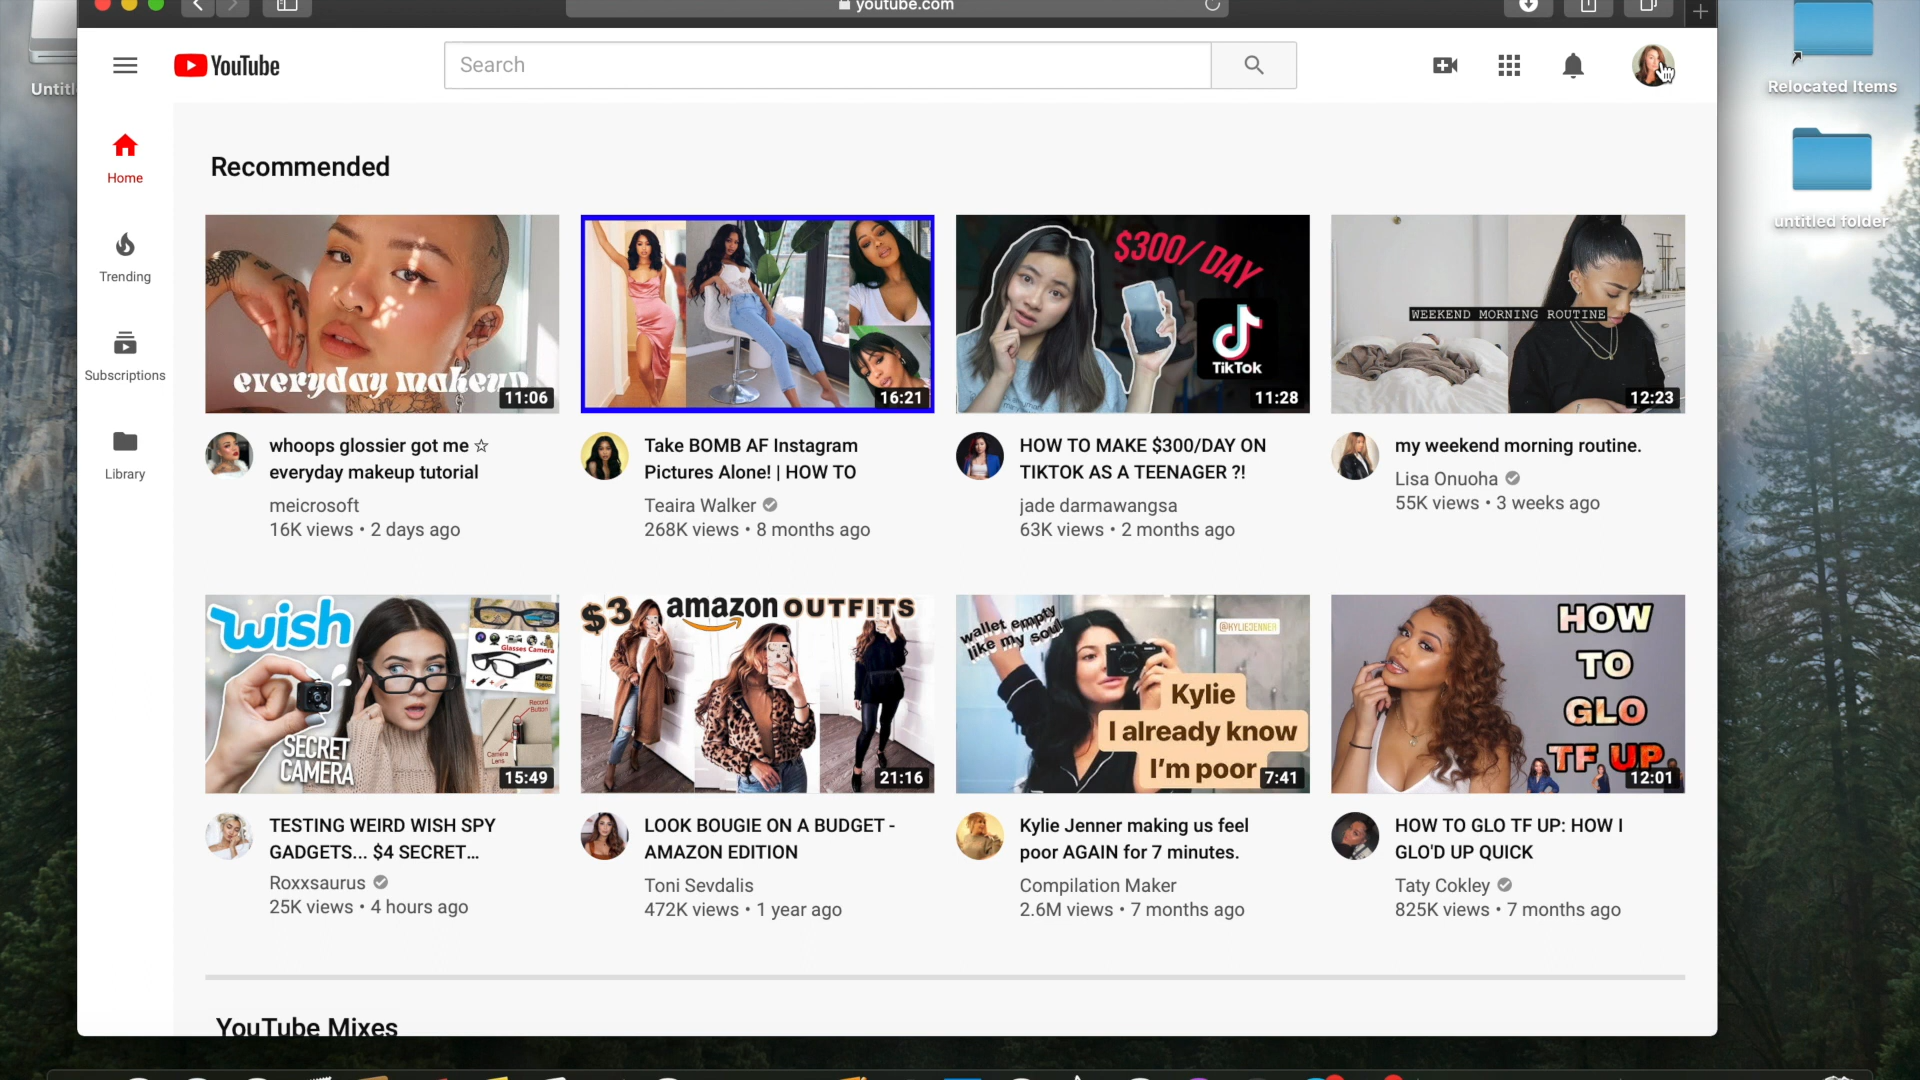 youtube.com
Untitl
YouTube
Search
Relocated Items
untitled folder
Home
Trending
Subscriptions
Library
Recommended
everyday makeup
11:06
16:21
$300/ DAY
TikTok
11:28
WEEKEND MORNING ROUTINE
12:23
whoops glossier got me ☆
everyday makeup tutorial
meicrosoft
16K views • 2 days ago
Take BOMB AF Instagram
Pictures Alone! | HOW TO
Teaira Walker
268K views • 8 months ago
HOW TO MAKE $300/DAY ON
TIKTOK AS A TEENAGER ?!
jade darmawangsa
63K views • 2 months ago
my weekend morning routine.
Lisa Onuoha
55K views • 3 weeks ago
wish
Glasses Camera
Record
Button
Camera
Lens
SECRET
CAMERA
15:49
$3 amazon OUTFITS
21:16
wallet empty
like my soul
@KYLIEJENNER
Kylie
I already know
I'm poor
7:41
HOW
TO
GLO
TF UP
12:01
TESTING WEIRD WISH SPY
GADGETS... $4 SECRET...
Roxxsaurus
25K views • 4 hours ago
LOOK BOUGIE ON A BUDGET -
AMAZON EDITION
Toni Sevdalis
472K views • 1 year ago
Kylie Jenner making us feel
poor AGAIN for 7 minutes.
Compilation Maker
2.6M views • 7 months ago
HOW TO GLO TF UP: HOW I
GLO'D UP QUICK
Taty Cokley
825K views • 7 months ago
YouTube Mixes